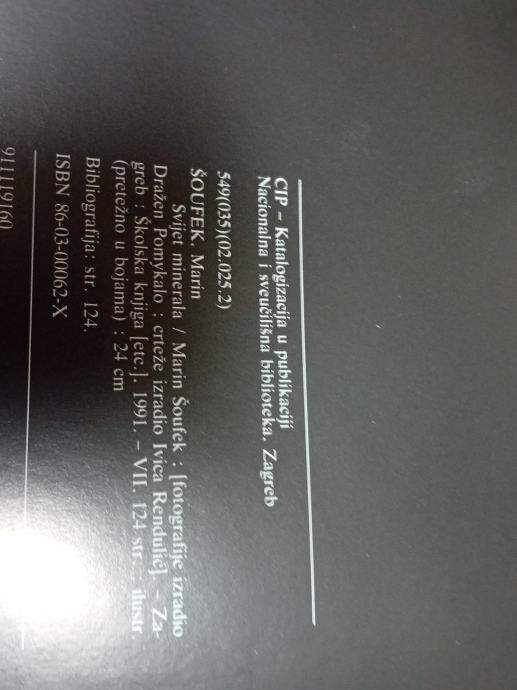 CIP – Katalogizacija u publikaciji
Nacionalna i sveučilišna biblioteka, Zagreb
549(035)(02.025.2)
ŠOUFEK, Marin
Svijet minerala / Marin Šoufek ; [fotografije izradio
Dražen Pomykalo ; crteže izradio Ivica Rendulić]. – Za-
greb : Školska knjiga [etc.], 1991. – VII, 124 str. : ilustr.
(pretežno u bojama) ; 24 cm
Bibliografija: str. 124.
ISBN 86-03-00062-X
911119160